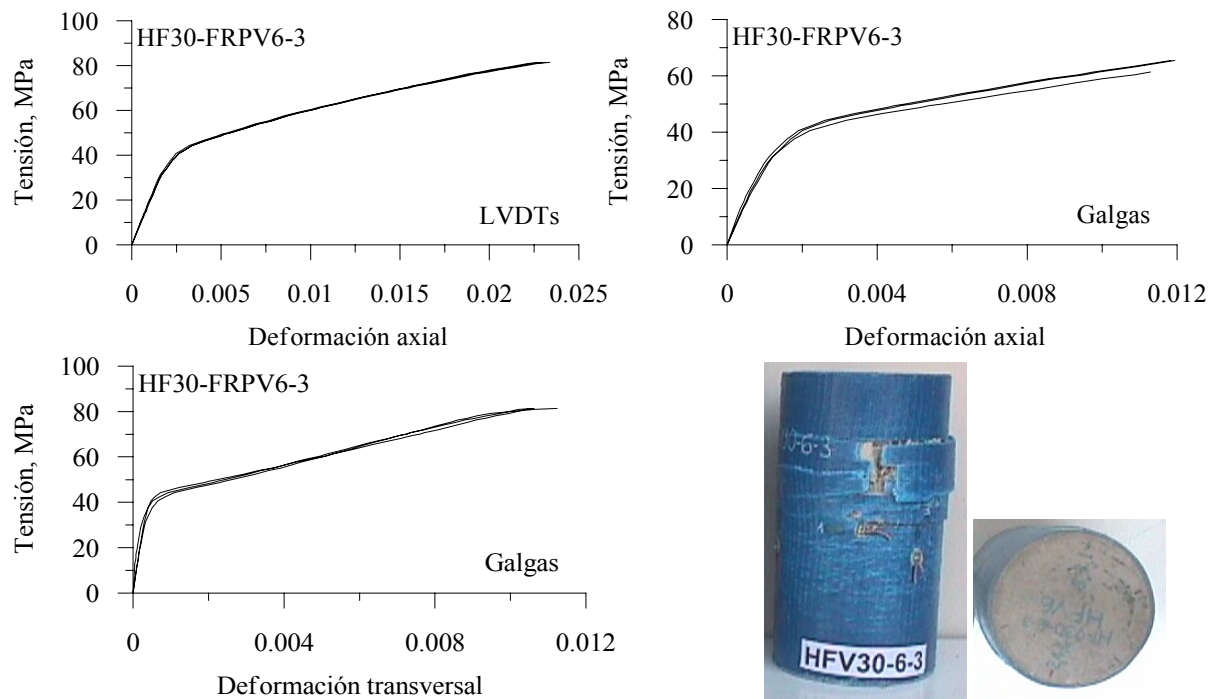 100
80
60
40
20
0
HF30-FRPV6-3
Tensión, MPa
LVDTs
0 0.005 0.01 0.015 0.02 0.025
Deformación axial
80
60
40
20
0
HF30-FRPV6-3
Tensión, MPa
Galgas
0 0.004 0.008 0.012
Deformación axial
100
80
60
40
20
0
HF30-FRPV6-3
Tensión, MPa
Galgas
0 0.004 0.008 0.012
Deformación transversal
30-6-3
HFV30-6-3